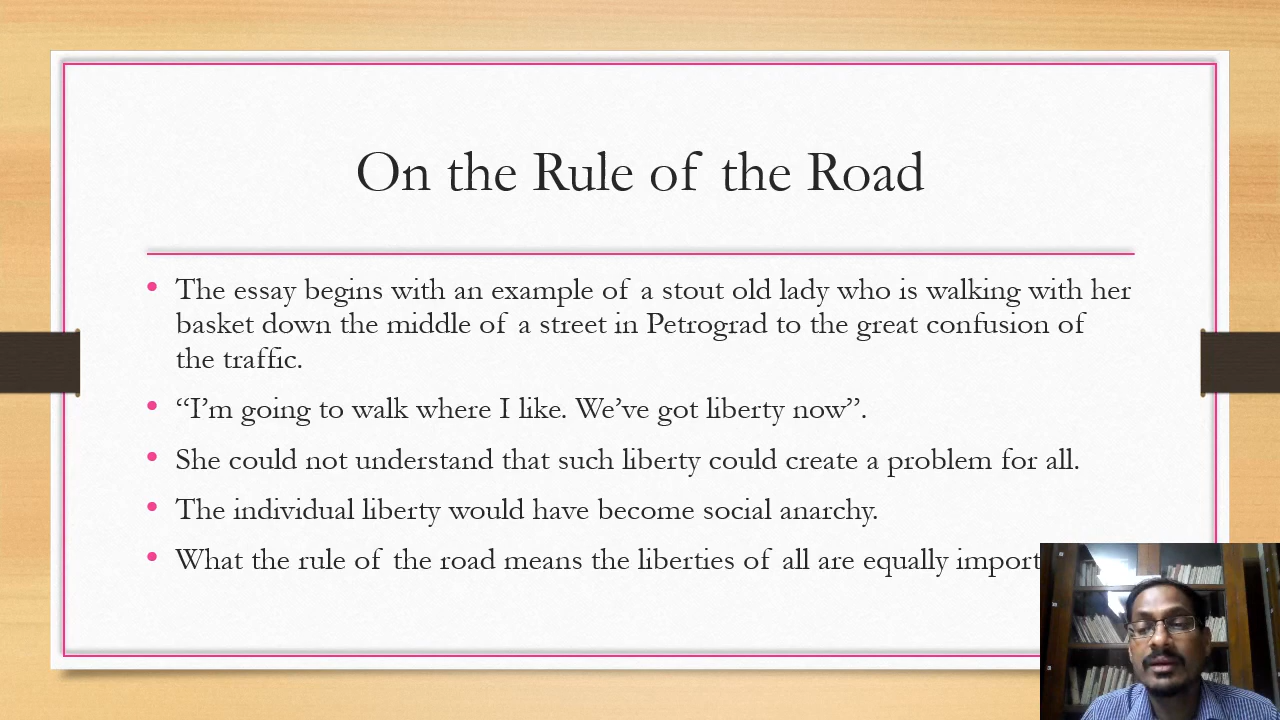 On the Rule of the Road
• The essay begins with an example of a stout old lady who is walking with her
basket down the middle of a street in Petrograd to the great confusion of
the traffic.
• “I’m going to walk where I like. We’ve got liberty now”.
• She could not understand that such liberty could create a problem for all.
• The individual liberty would have become social anarchy.
• What the rule of the road means the liberties of all are equally import